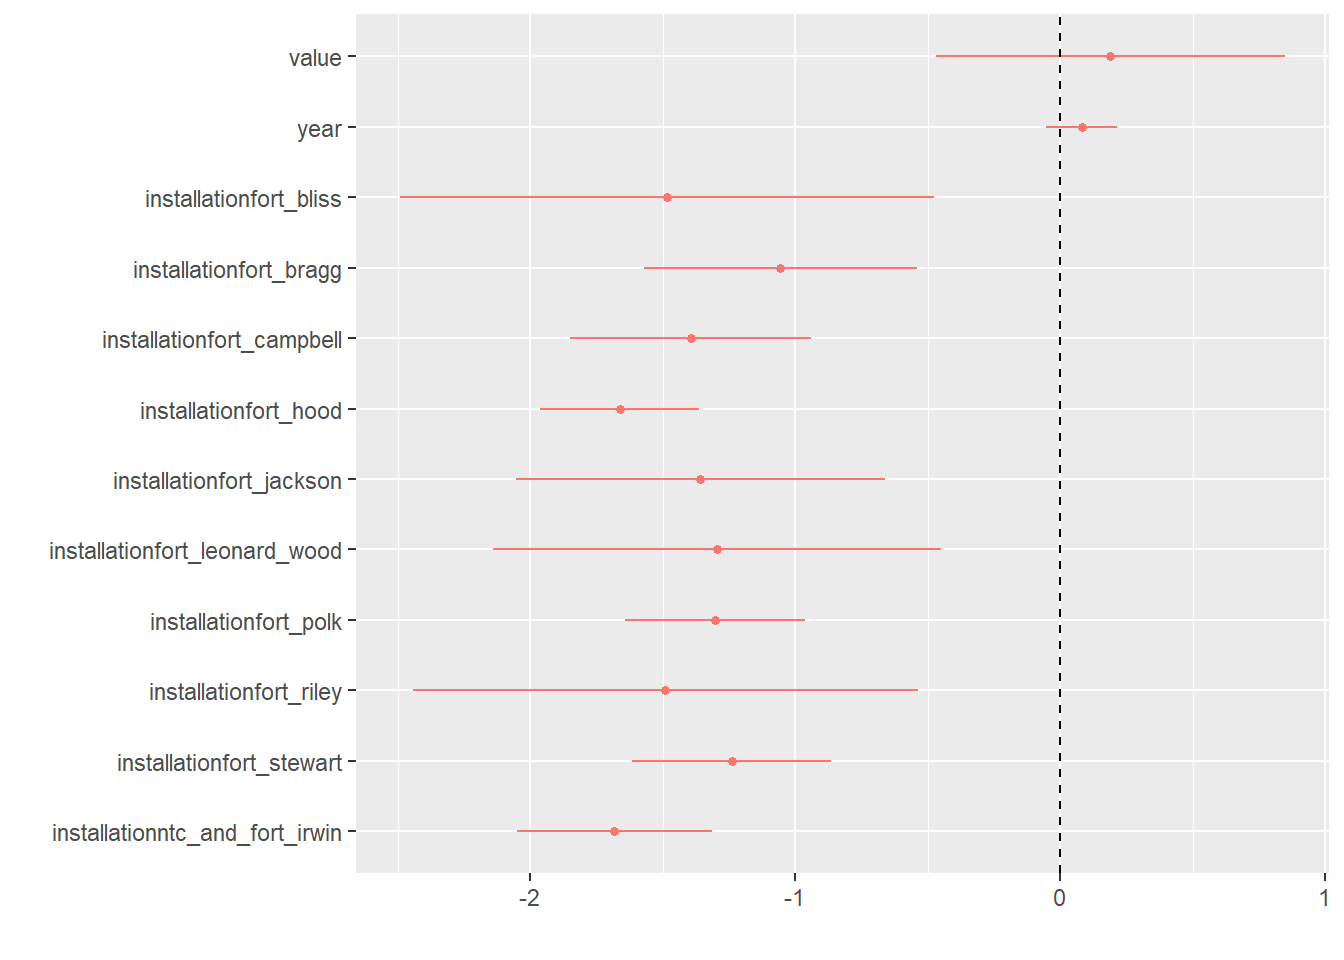 value
year
installationfort_bliss
installationfort_bragg
installationfort_campbell
installationfort_hood
installationfort_jackson
installationfort_leonard_wood
installationfort_polk
installationfort_riley
installationfort_stewart
installationntc_and_fort_irwin
-2 -1 0 1